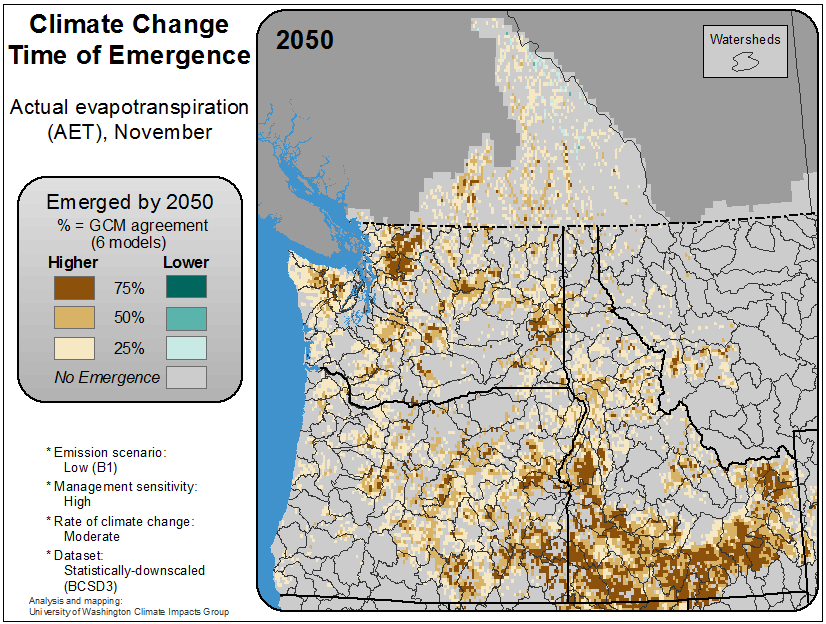 Climate Change
Time of Emergence
Actual evapotranspiration
(AET), November
Emerged by 2050
% = GCM agreement
(6 models)
Higher Lower
75%
50%
25%
No Emergence
* Emission scenario:
Low (B1)
* Management sensitivity:
High
* Rate of climate change:
Moderate
* Dataset:
Statistically-downscaled
(BCSD3)
Analysis and mapping:
University of Washington Climate Impacts Group
2050
Watersheds